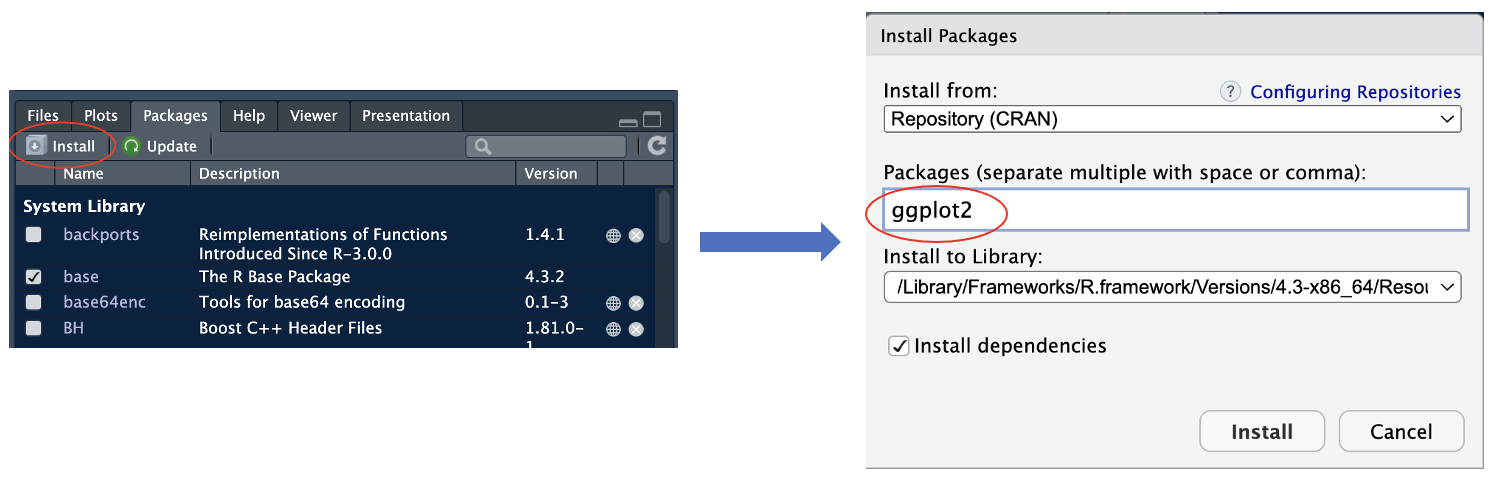 Files Plots Packages Help Viewer Presentation
Install Update
Name Description Version
System Library
backports Reimplementations of Functions Introduced Since R-3.0.0 1.4.1
base The R Base Package 4.3.2
base64enc Tools for base64 encoding 0.1-3
BH Boost C++ Header Files 1.81.0-1
Install Packages
Install from: ? Configuring Repositories
Repository (CRAN)
Packages (separate multiple with space or comma):
ggplot2
Install to Library:
/Library/Frameworks/R.framework/Versions/4.3-x86_64/Resou
Install dependencies
Install Cancel